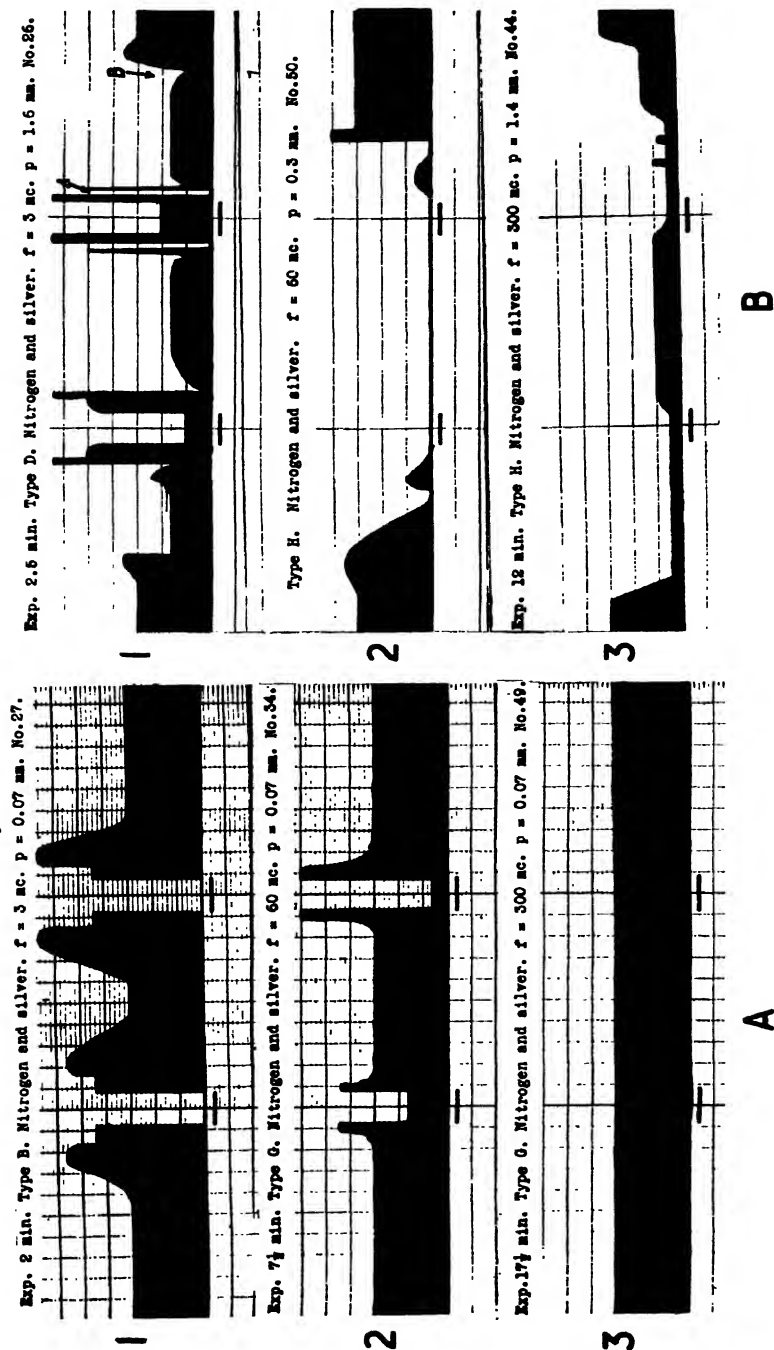 Exp. 2 min. Type B. Nitrogen and silver. f = 3 mc. p = 0.07 mm. No.27.
1
Exp. 7½ min. Type G. Nitrogen and silver. f = 60 mc. p = 0.07 mm. No.34.
2
Exp.17½ min. Type G. Nitrogen and silver. f = 300 mc. p = 0.07 mm. No.49.
3
A
Exp. 2.5 min. Type D. Nitrogen and silver. f = 3 mc. p = 1.6 mm. No.26.
A
B
1
Type H. Nitrogen and silver. f = 60 mc. p = 0.3 mm. No.50.
2
Exp. 12 min. Type H. Nitrogen and silver. f = 300 mc. p = 1.4 mm. No.44.
3
B